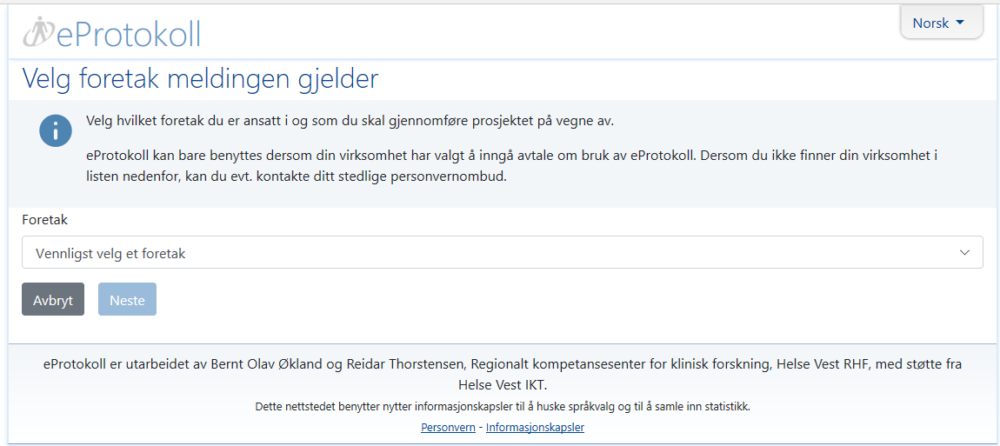 eProtokoll
Norsk
Velg foretak meldingen gjelder
Velg hvilket foretak du er ansatt i og som du skal gjennomføre prosjektet på vegne av.
eProtokoll kan bare benyttes dersom din virksomhet har valgt å inngå avtale om bruk av eProtokoll. Dersom du ikke finner din virksomhet i
listen nedenfor, kan du evt. kontakte ditt stedlige personvernombud.
Foretak
Vennligst velg et foretak
Avbryt Neste
eProtokoll er utarbeidet av Bernt Olav Økland og Reidar Thorstensen, Regionalt kompetansesenter for klinisk forskning, Helse Vest RHF, med støtte fra
Helse Vest IKT.
Dette nettstedet benytter nytter informasjonskapsler til å huske språkvalg og til å samle inn statistikk.
Personvern - Informasjonskapsler